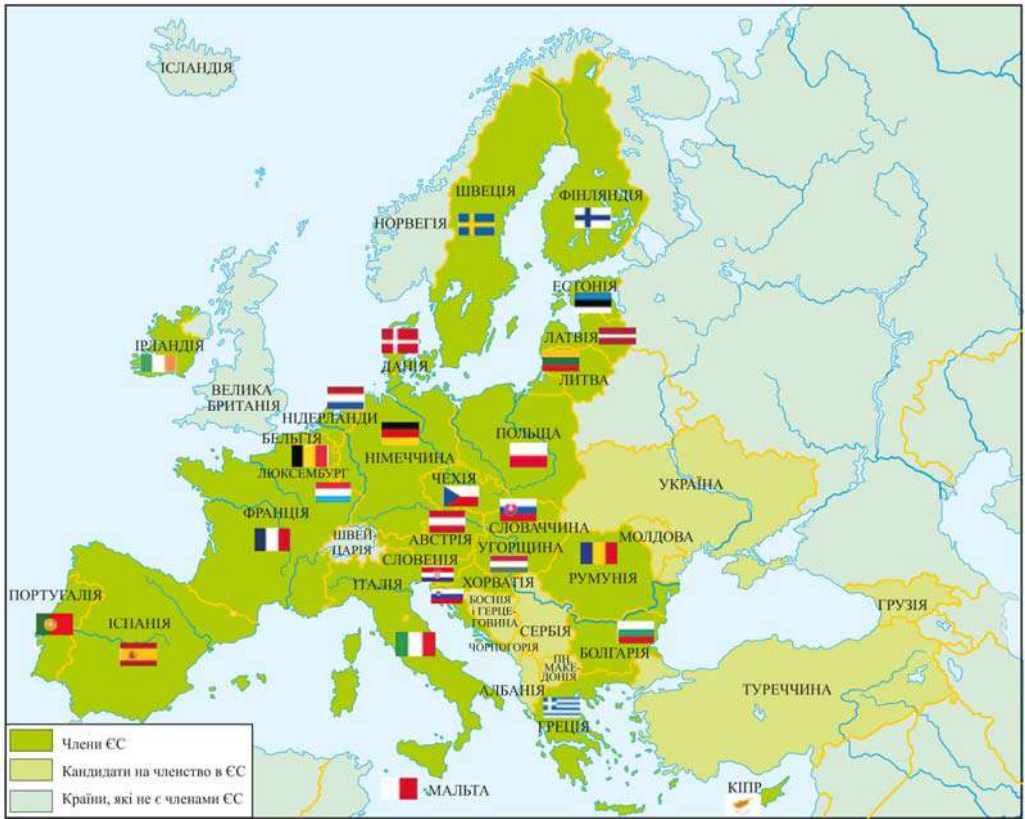 ІСЛАНДІЯ
ШВЕЦІЯ
ФІНЛЯНДІЯ
НОРВЕГІЯ
ЕСТОНІЯ
ЛАТВІЯ
ІРЛАНДІЯ
ДАНІЯ
ЛИТВА
ВЕЛИКА
БРИТАНІЯ
НІДЕРЛАНДИ
БЕЛЬГІЯ
ПОЛЬЩА
НІМЕЧЧИНА
ЛЮКСЕМБУРГ
ЧЕХІЯ
УКРАЇНА
ФРАНЦІЯ
СЛОВАЧЧИНА
ШВЕЙ-
ЦАРІЯ
АВСТРІЯ
МОЛДОВА
УГОРЩИНА
СЛОВЕНІЯ
РУМУНІЯ
ІТАЛІЯ
ХОРВАТІЯ
ПОРТУГАЛІЯ
БОСНІЯ
і ГЕРЦЕ-
ГОВИНА
ГРУЗІЯ
ІСПАНІЯ
СЕРБІЯ
ЧОРНОГОРІЯ
БОЛГАРІЯ
ПН.
МАКЕ-
ДОНІЯ
АЛБАНІЯ
ТУРЕЧЧИНА
ГРЕЦІЯ
Члени ЄС
Кандидати на членство в ЄС
Країни, які не є членами ЄС
МАЛЬТА
КІПР